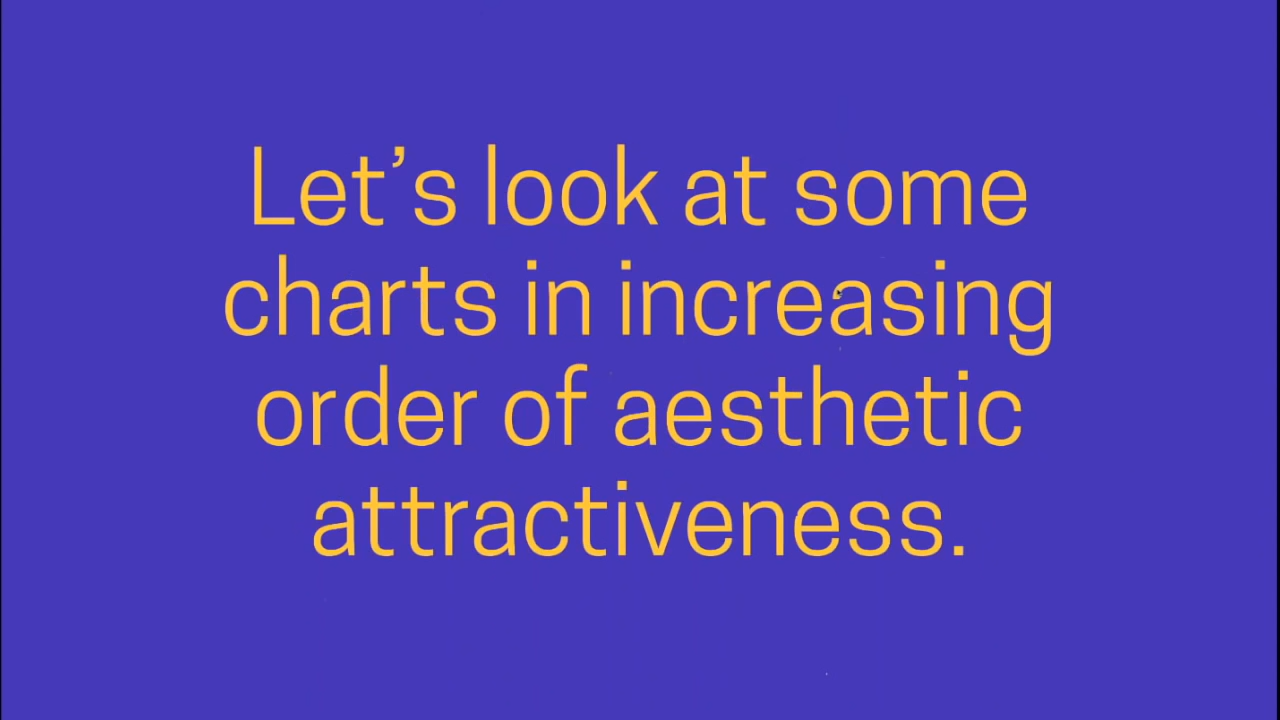 Let’s look at some
charts in increasing
order of aesthetic
attractiveness.